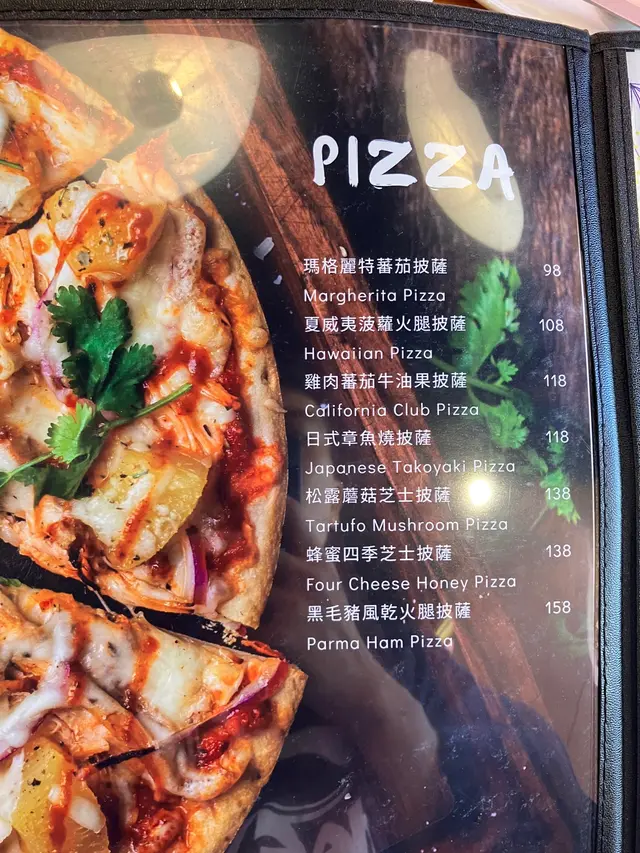 PIZZA
瑪格麗特蕃茄披薩 98
Margherita Pizza
夏威夷菠蘿火腿披薩 108
Hawaiian Pizza
雞肉蕃茄牛油果披薩 118
California Club Pizza
日式章魚燒披薩 118
Japanese Takoyaki Pizza
松露蘑菇芝士披薩 138
Tartufo Mushroom Pizza
蜂蜜四季芝士披薩 138
Four Cheese Honey Pizza
黑毛豬風乾火腿披薩 158
Parma Ham Pizza